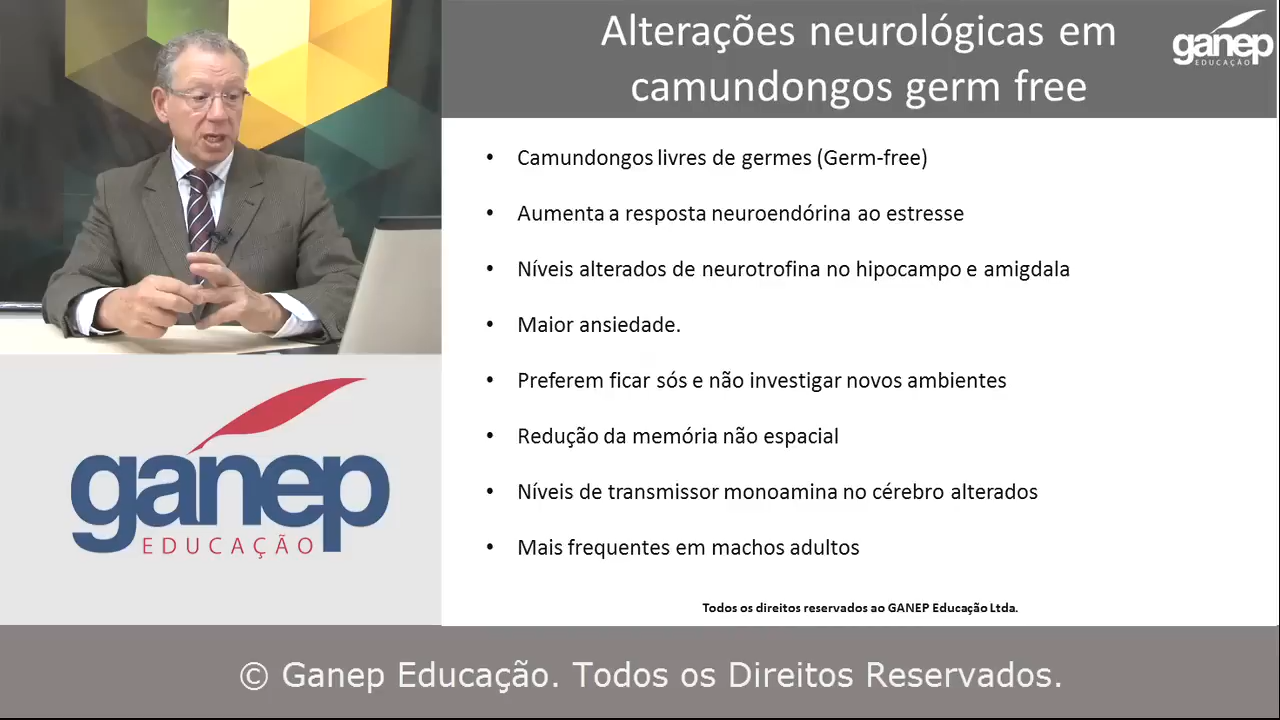 Alterações neurológicas em
camundongos germ free
ganep
EDUCAÇÃO
• Camundongos livres de germes (Germ-free)
• Aumenta a resposta neuroendórina ao estresse
• Níveis alterados de neurotrofina no hipocampo e amigdala
• Maior ansiedade.
• Preferem ficar sós e não investigar novos ambientes
• Redução da memória não espacial
• Níveis de transmissor monoamina no cérebro alterados
• Mais frequentes em machos adultos
Todos os direitos reservados ao GANEP Educação Ltda.
ganep
EDUCAÇÃO
© Ganep Educação. Todos os Direitos Reservados.